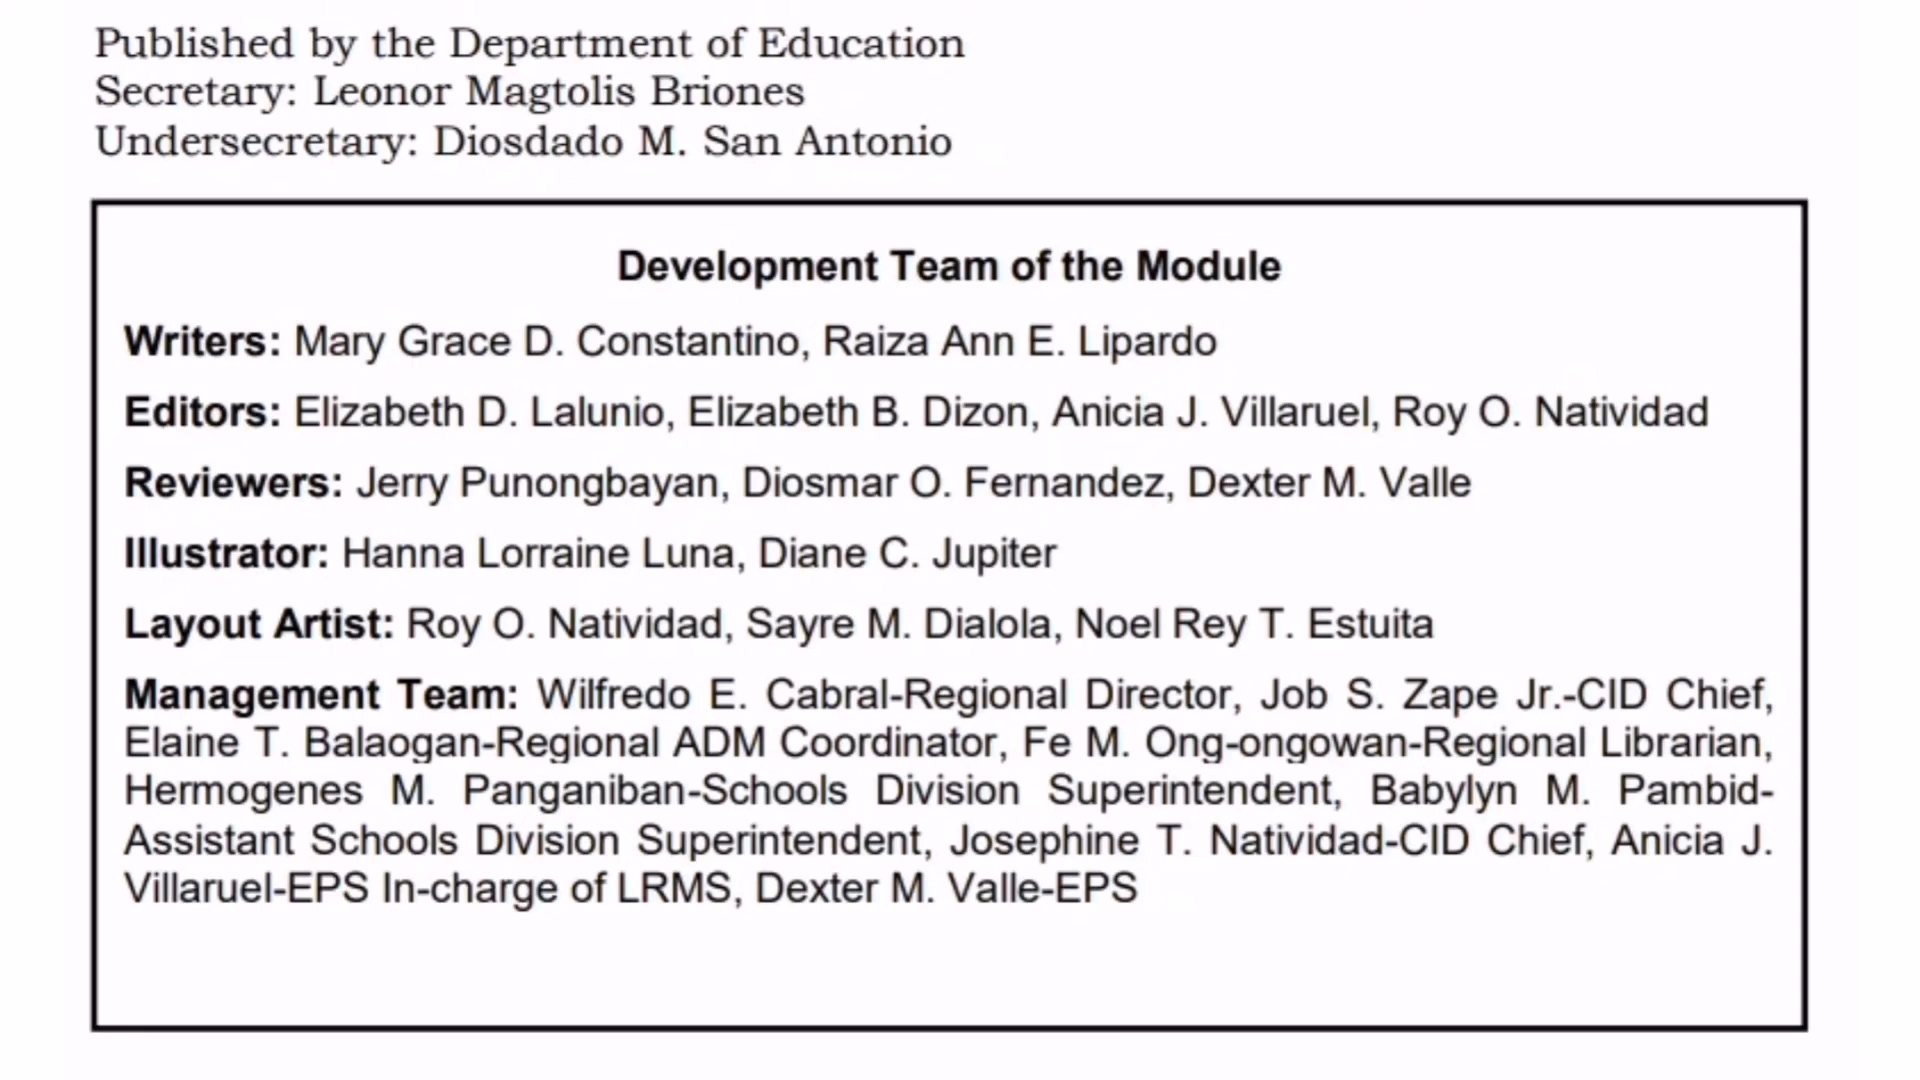 Published by the Department of Education
Secretary: Leonor Magtolis Briones
Undersecretary: Diosdado M. San Antonio
Development Team of the Module
Writers: Mary Grace D. Constantino, Raiza Ann E. Lipardo
Editors: Elizabeth D. Lalunio, Elizabeth B. Dizon, Anicia J. Villaruel, Roy O. Natividad
Reviewers: Jerry Punongbayan, Diosmar O. Fernandez, Dexter M. Valle
Illustrator: Hanna Lorraine Luna, Diane C. Jupiter
Layout Artist: Roy O. Natividad, Sayre M. Dialola, Noel Rey T. Estuita
Management Team: Wilfredo E. Cabral-Regional Director, Job S. Zape Jr.-CID Chief,
Elaine T. Balaogan-Regional ADM Coordinator, Fe M. Ong-ongowan-Regional Librarian,
Hermogenes M. Panganiban-Schools Division Superintendent, Babylyn M. Pambid-
Assistant Schools Division Superintendent, Josephine T. Natividad-CID Chief, Anicia J.
Villaruel-EPS In-charge of LRMS, Dexter M. Valle-EPS